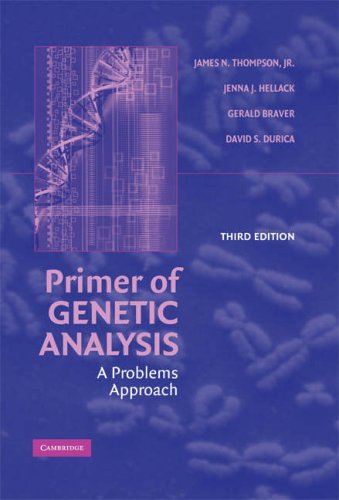 JAMES N. THOMPSON, JR.
JENNA J. HELLACK
GERALD BRAVER
DAVID S. DURICA
THIRD EDITION
Primer of
GENETIC
ANALYSIS
A Problems
Approach
CAMBRIDGE